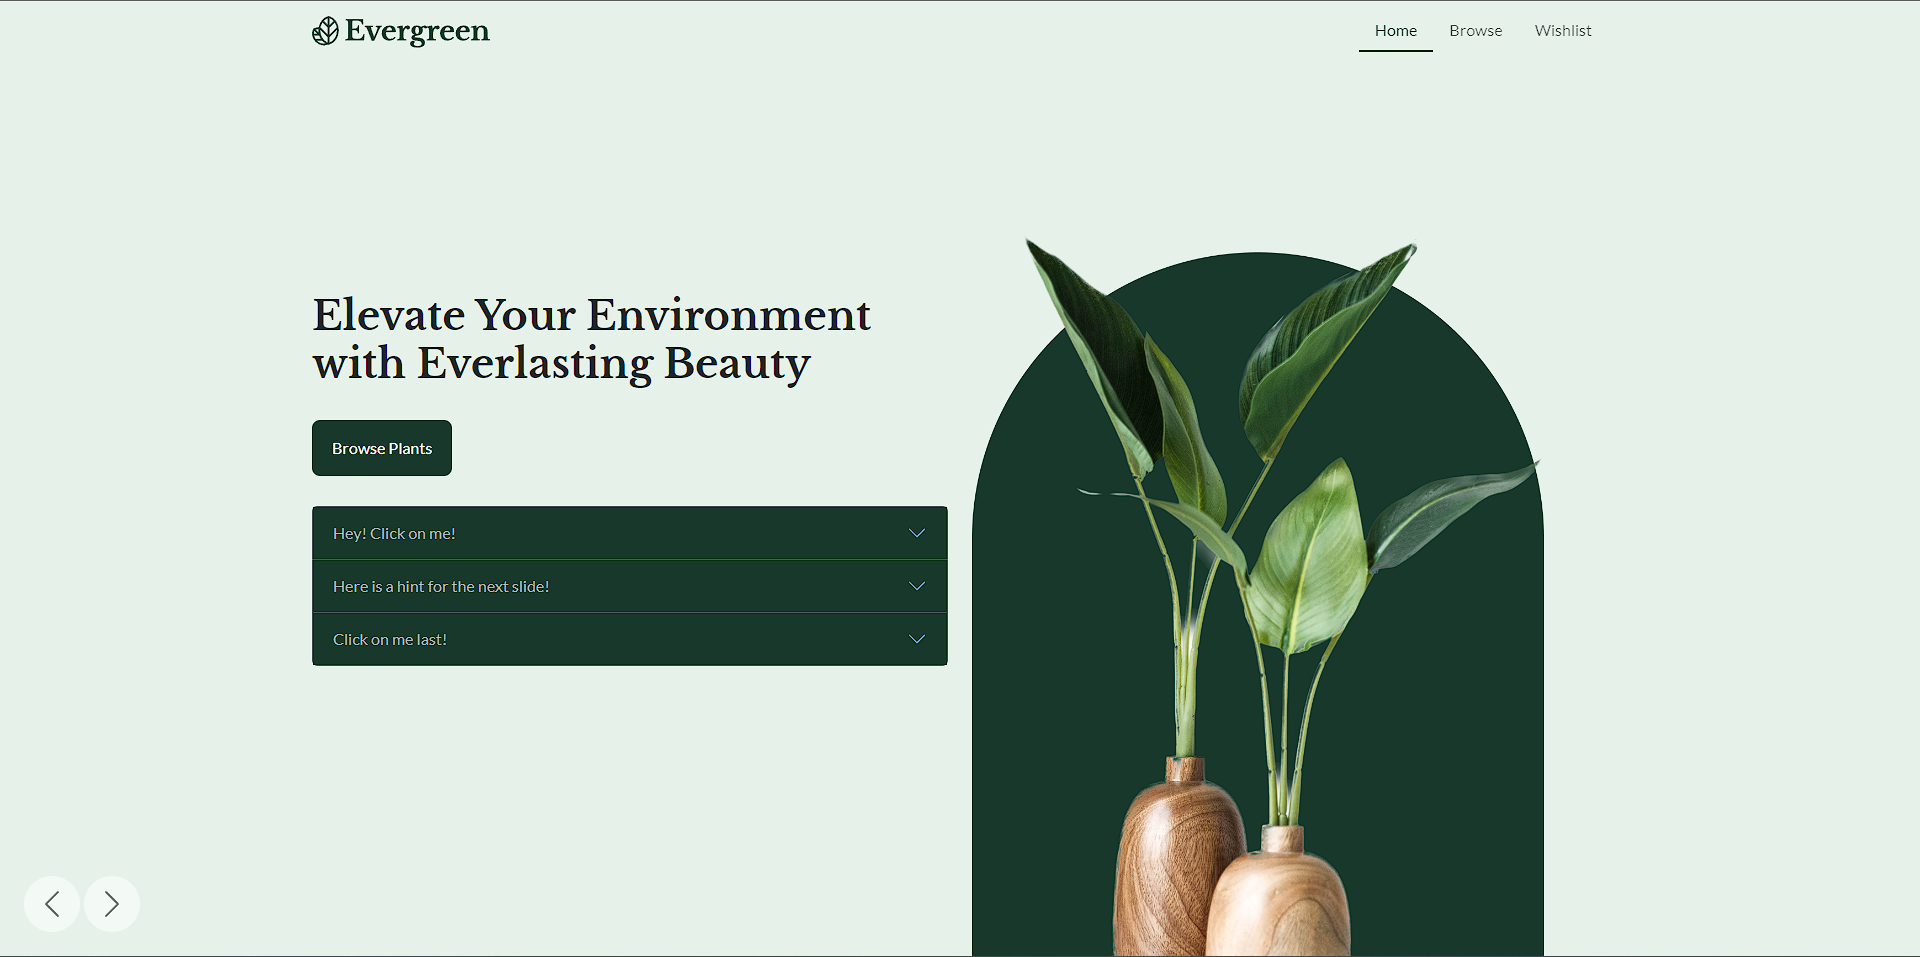 Evergreen
Home Browse Wishlist
Elevate Your Environment
with Everlasting Beauty
Browse Plants
Hey! Click on me!
Here is a hint for the next slide!
Click on me last!